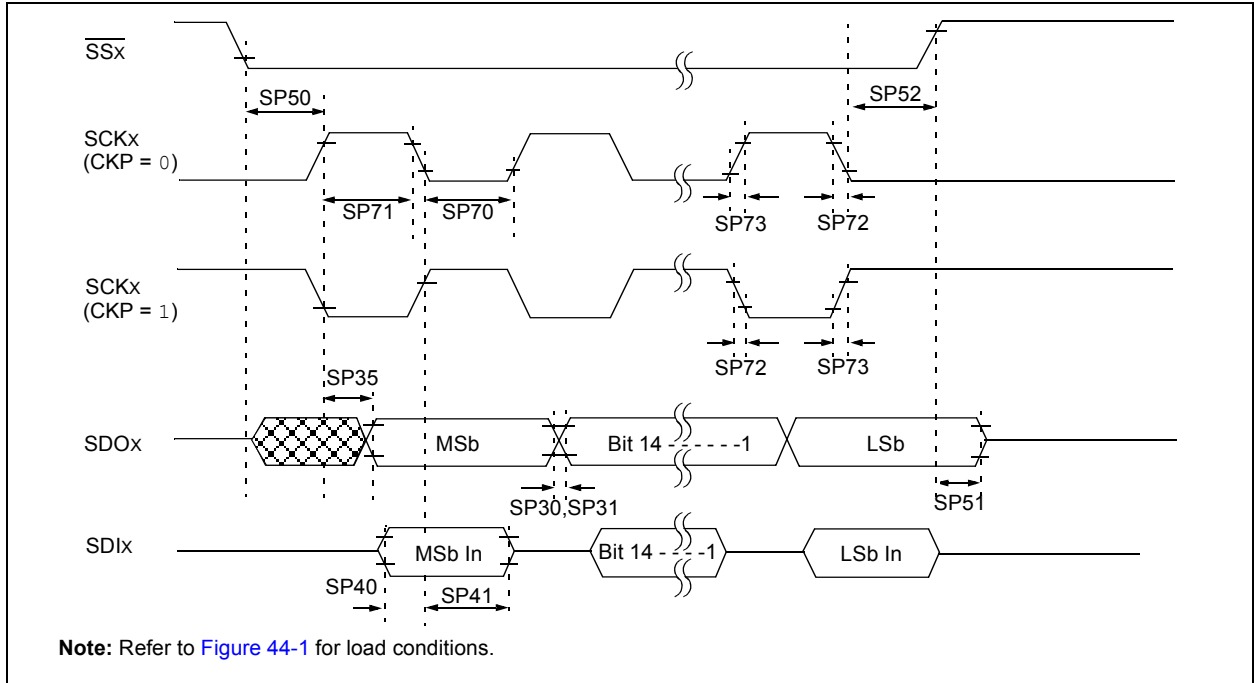 SSX
SP50
SP52
SCKX
(CKP = 0)
SP71
SP70
SP73
SP72
SCKX
(CKP = 1)
SP72
SP73
SP35
SDOX
MSb
Bit 14 - - - - - -1
LSb
SP30,SP31
SP51
SDIX
MSb In
Bit 14 - - - -1
LSb In
SP40
SP41
Note: Refer to Figure 44-1 for load conditions.